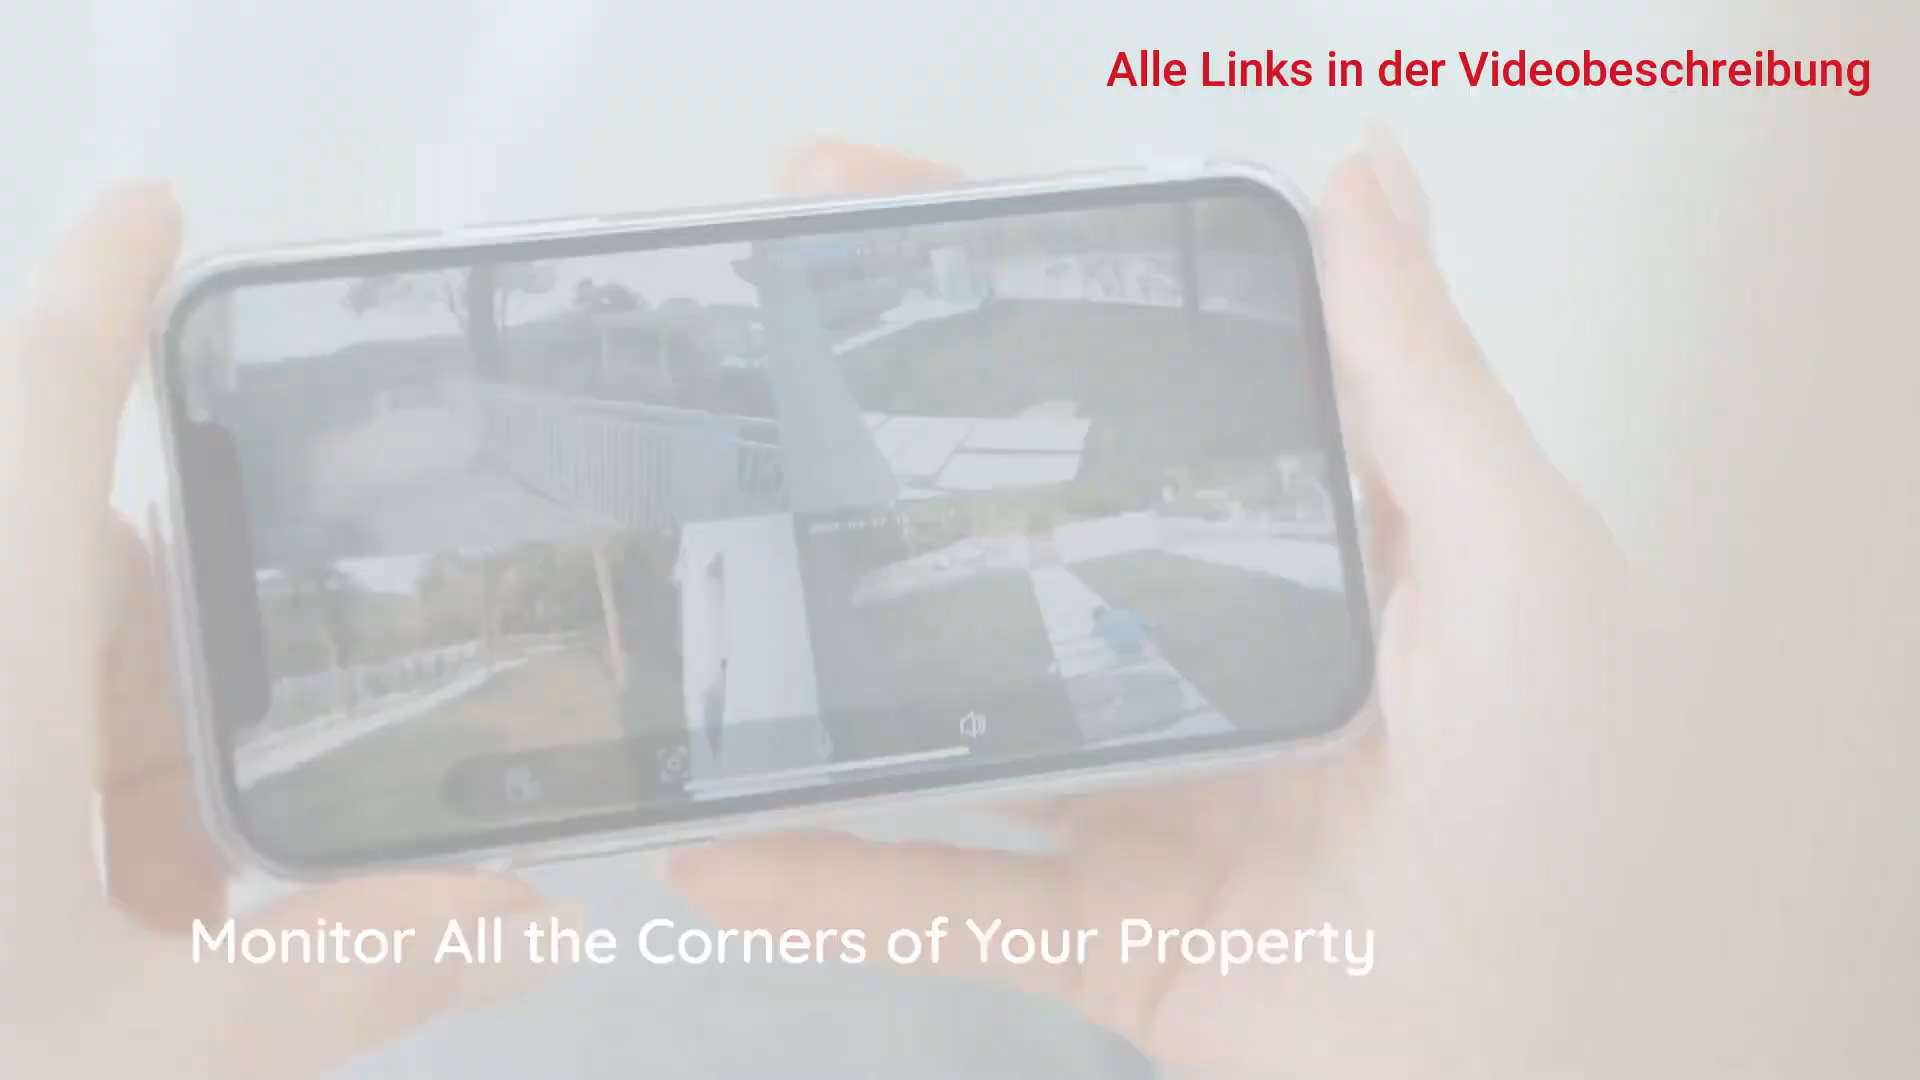 Alle Links in der Videobeschreibung
Monitor All the Corners of Your Property